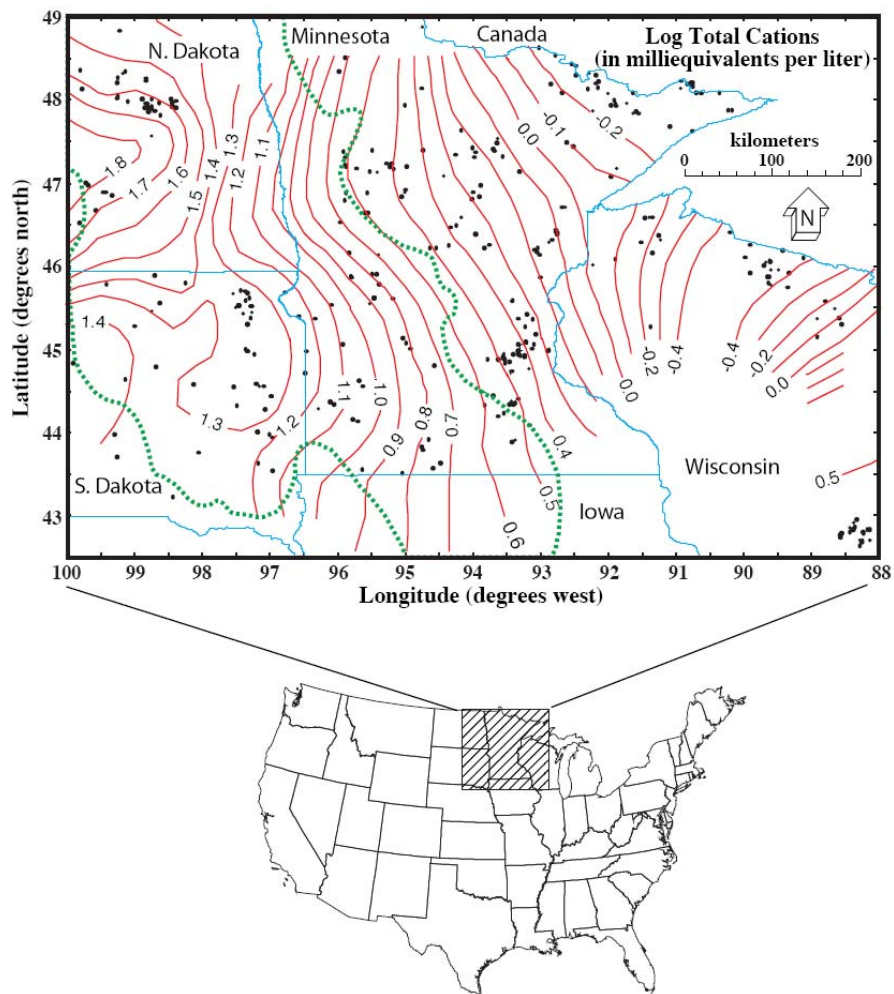 49
48
47
46
45
44
43
Latitude (degrees north)
N. Dakota
Minnesota
Canada
Log Total Cations
(in milliequivalents per liter)
kilometers
0 100 200
N
1.8
1.7
1.6
1.5
1.4
1.3
1.2
1.1
0.0
-0.1
-0.2
1.4
1.3
1.2
1.1
1.0
0.9
0.8
0.7
0.6
0.5
0.4
0.0
-0.2
-0.4
-0.4
-0.2
0.0
0.5
S. Dakota
Iowa
Wisconsin
100 99 98 97 96 95 94 93 92 91 90 89 88
Longitude (degrees west)